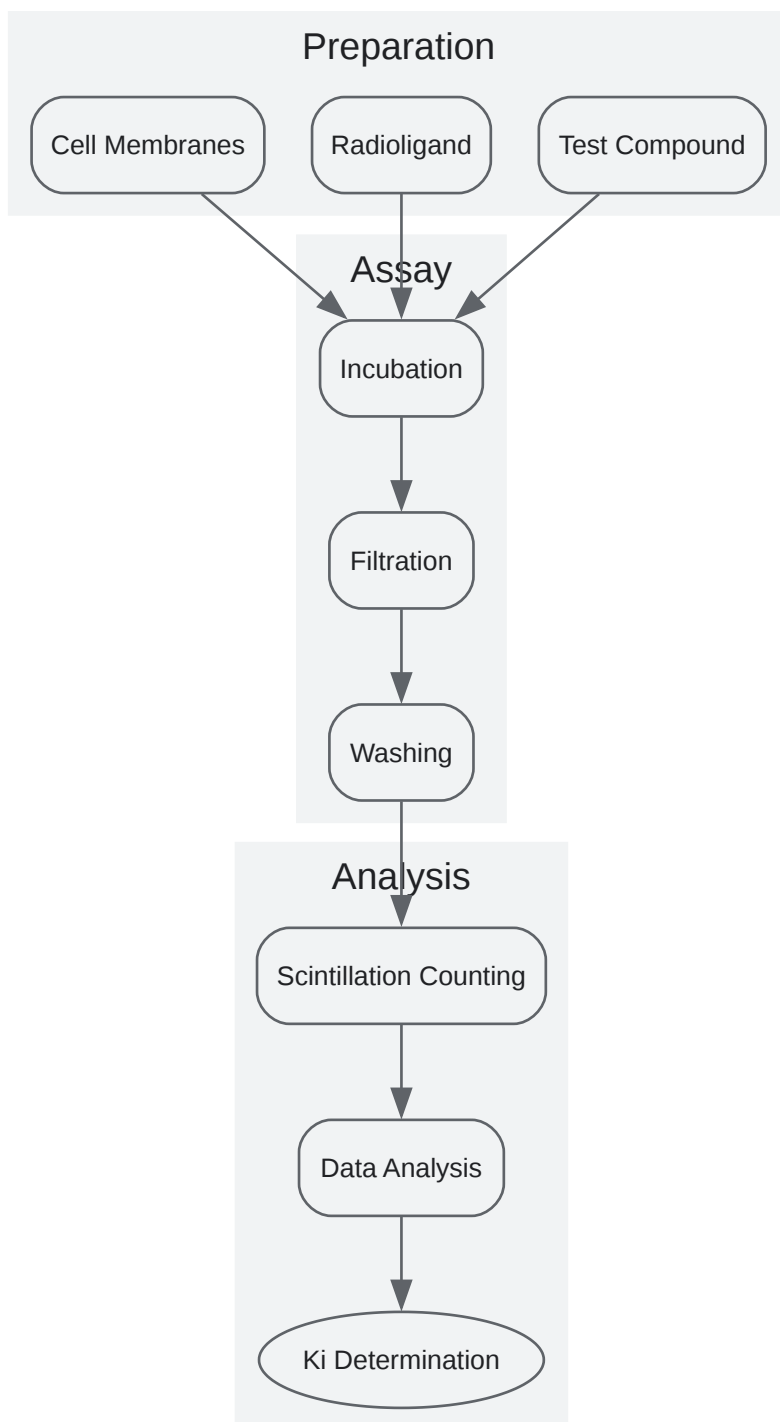 Preparation
Cell Membranes
Radioligand
Test Compound
Assay
Incubation
Filtration
Washing
Analysis
Scintillation Counting
Data Analysis
Ki Determination